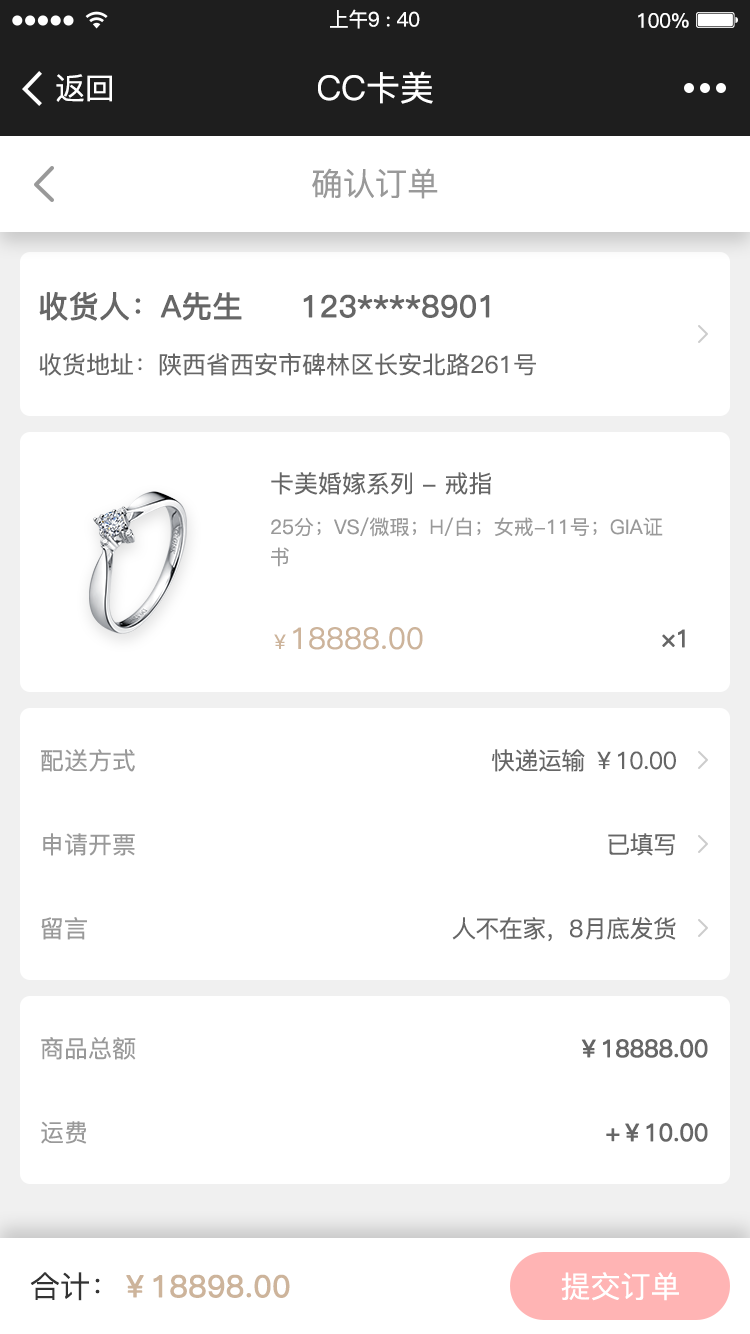 上午9：40 100%
返回 CC卡美
确认订单
收货人：A先生 123****8901
收货地址：陕西省西安市碑林区长安北路261号
卡美婚嫁系列 – 戒指
25分；VS/微瑕；H/白；女戒–11号；GIA证
书
¥18888.00 ×1
配送方式 快递运输 ¥10.00
申请开票 已填写
留言 人不在家，8月底发货
商品总额 ¥18888.00
运费 +¥10.00
合计： ¥18898.00 提交订单